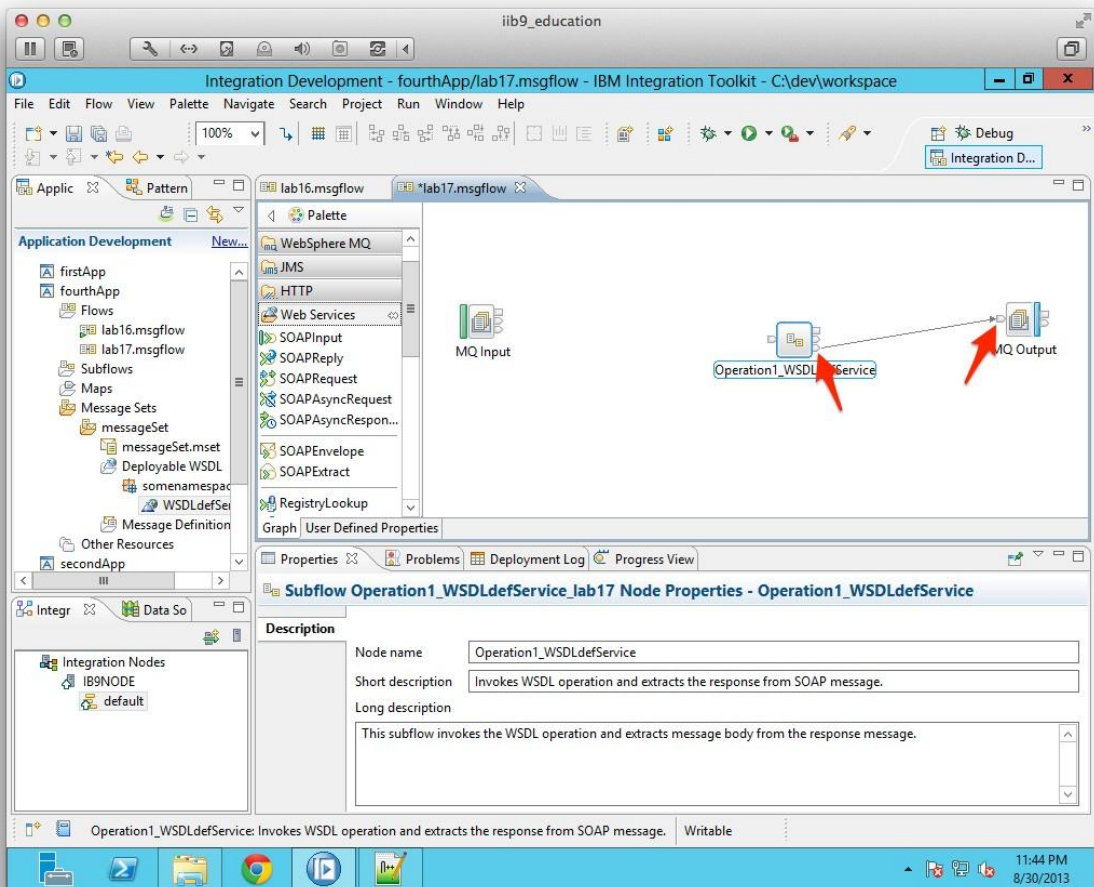 iib9_education
Integration Development - fourthApp/lab17.msgflow - IBM Integration Toolkit - C:\dev\workspace
File Edit Flow View Palette Navigate Search Project Run Window Help
100%
Debug
Integration D...
Applic
Pattern
Application Development New...
firstApp
fourthApp
Flows
lab16.msgflow
lab17.msgflow
Subflows
Maps
Message Sets
messageSet
messageSet.mset
Deployable WSDL
somenamespac
WSDLdefSer
Message Definition
Other Resources
secondApp
lab16.msgflow
*lab17.msgflow
Palette
WebSphere MQ
JMS
HTTP
Web Services
SOAPInput
SOAPReply
SOAPRequest
SOAPAsyncRequest
SOAPAsyncRespon...
SOAPEnvelope
SOAPExtract
RegistryLookup
Graph User Defined Properties
MQ Input
Operation1_WSDL Service
MQ Output
Integr
Data So
Integration Nodes
IB9NODE
default
Properties
Problems
Deployment Log
Progress View
Subflow Operation1_WSDLdefService_lab17 Node Properties - Operation1_WSDLdefService
Description
Node name Operation1_WSDLdefService
Short description Invokes WSDL operation and extracts the response from SOAP message.
Long description
This subflow invokes the WSDL operation and extracts message body from the response message.
Operation1_WSDLdefService: Invokes WSDL operation and extracts the response from SOAP message. Writable
11:44 PM
8/30/2013